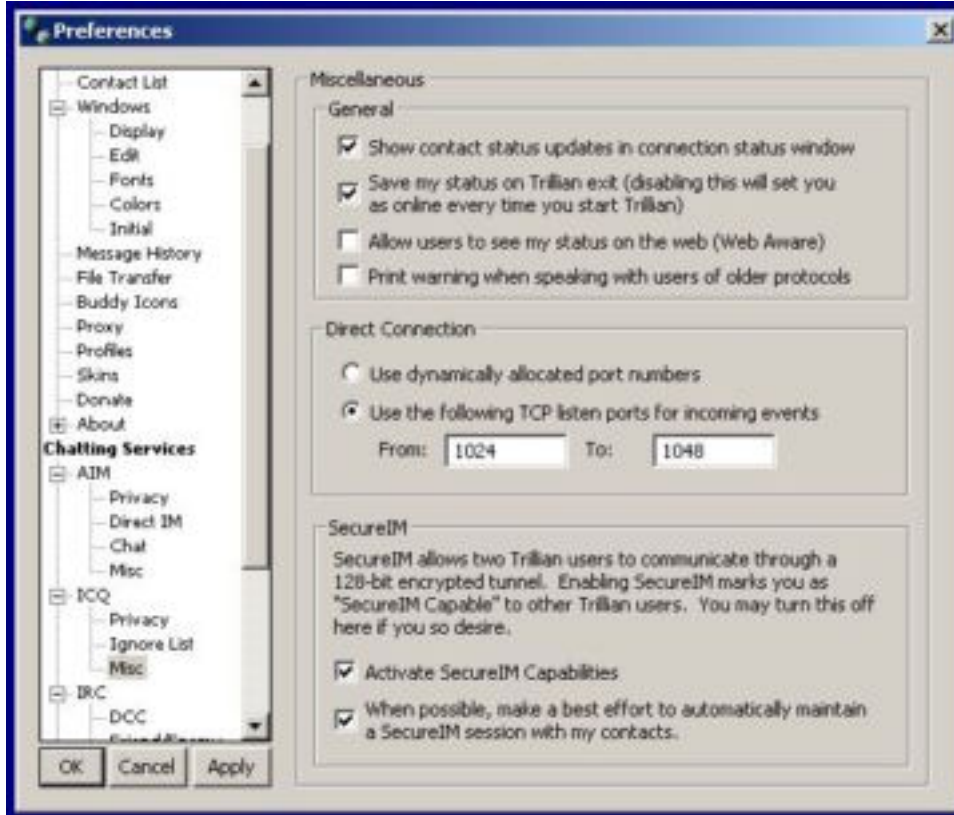 Preferences
Contact List
Windows
Display
Edit
Fonts
Colors
Initial
Message History
File Transfer
Buddy Icons
Proxy
Profiles
Skins
Donate
About
Chatting Services
AIM
Privacy
Direct IM
Chat
Misc
ICQ
Privacy
Ignore List
Misc
IRC
DCC
OK Cancel Apply
Miscellaneous
General
Show contact status updates in connection status window
Save my status on Trillian exit (disabling this will set you
as online every time you start Trillian)
Allow users to see my status on the web (Web Aware)
Print warning when speaking with users of older protocols
Direct Connection
Use dynamically allocated port numbers
Use the following TCP listen ports for incoming events
From: 1024 To: 1048
SecureIM
SecureIM allows two Trillian users to communicate through a
128-bit encrypted tunnel. Enabling SecureIM marks you as
"SecureIM Capable" to other Trillian users. You may turn this off
here if you so desire.
Activate SecureIM Capabilities
When possible, make a best effort to automatically maintain
a SecureIM session with my contacts.